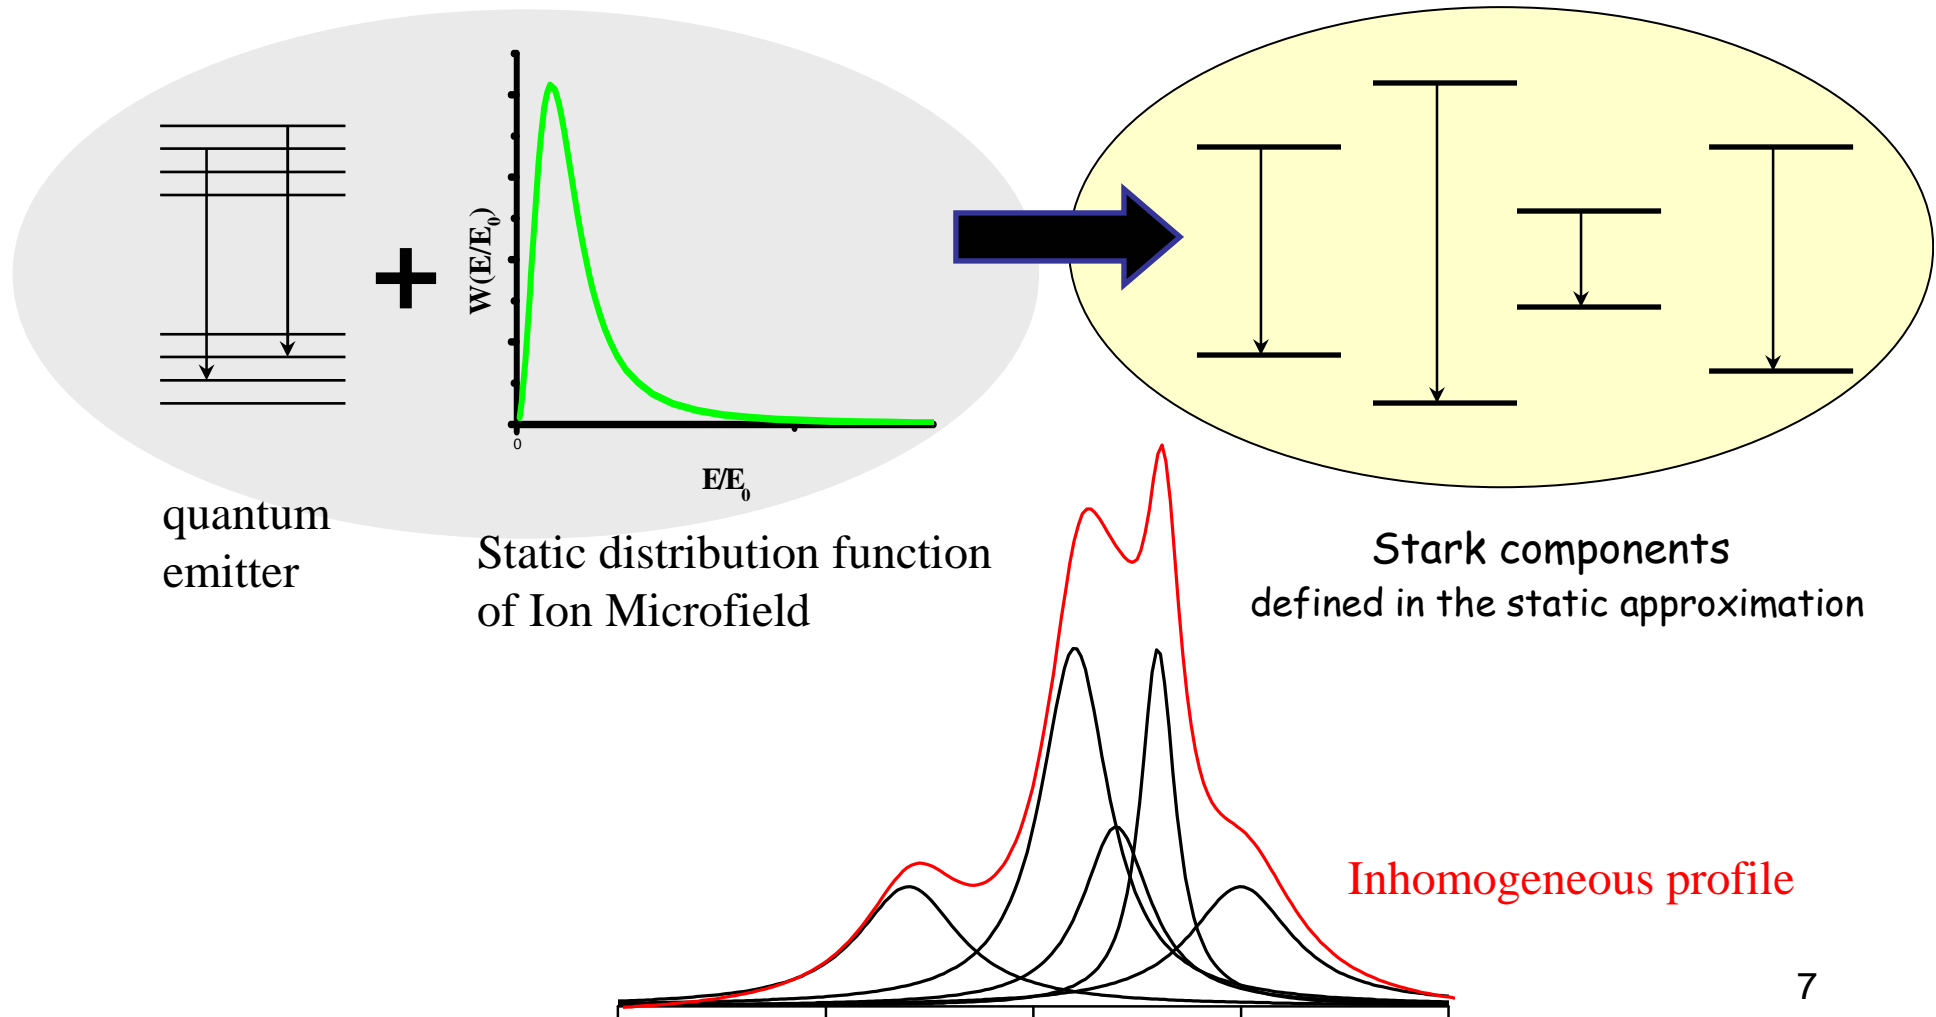 W(E/E₀)
0
E/E₀
quantum
emitter
Static distribution function
of Ion Microfield
Stark components
defined in the static approximation
Inhomogeneous profile
7